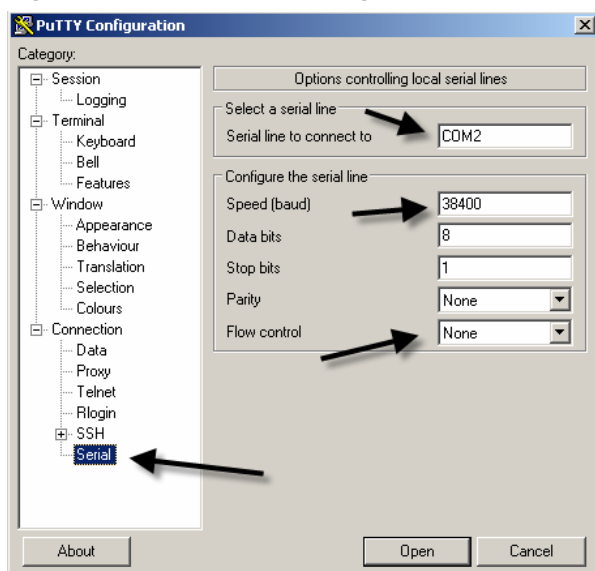 PuTTY Configuration
Category:
Session
Logging
Terminal
Keyboard
Bell
Features
Window
Appearance
Behaviour
Translation
Selection
Colours
Connection
Data
Proxy
Telnet
Rlogin
SSH
Serial
Options controlling local serial lines
Select a serial line
Serial line to connect to COM2
Configure the serial line
Speed (baud) 38400
Data bits 8
Stop bits 1
Parity None
Flow control None
About Open Cancel